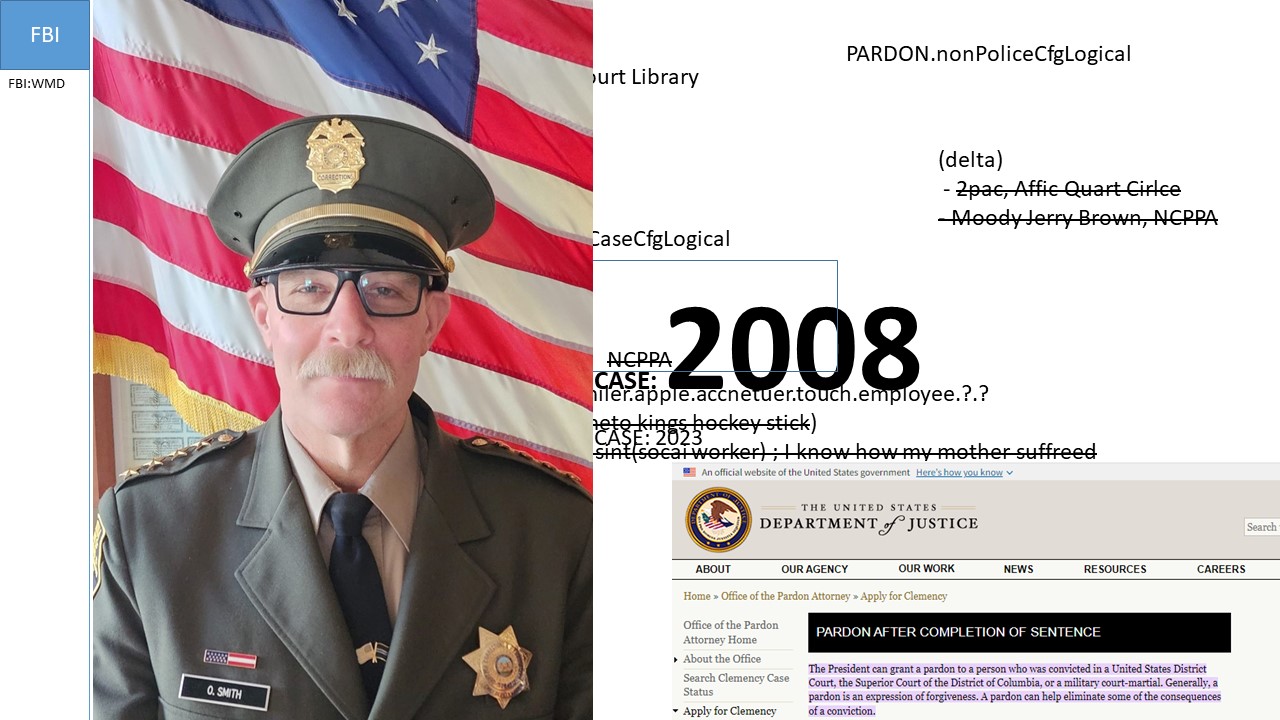 FBI
FBI:WMD
PARDON.nonPoliceCfgLogical
ourt Library
(delta)
- 2pac, Affic Quart Cirlce
- Moody Jerry Brown, NCPPA
CaseCfgLogical
2008
NCPPA
CASE:
.apple.accnetuer.touch.employee.?.?
kings hockey stick)
CASE: 2023
sint(socai worker) ; I know how my mother suffreed
CORRECTIONS
O. SMITH
An official website of the United States government Here's how you know
THE UNITED STATES
DEPARTMENT of JUSTICE
Search
ABOUT OUR AGENCY OUR WORK NEWS RESOURCES CAREERS
Home » Office of the Pardon Attorney » Apply for Clemency
Office of the Pardon
Attorney Home
About the Office
Search Clemency Case
Status
Apply for Clemency
PARDON AFTER COMPLETION OF SENTENCE
The President can grant a pardon to a person who was convicted in a United States District
Court, the Superior Court of the District of Columbia, or a military court-martial. Generally, a
pardon is an expression of forgiveness. A pardon can help eliminate some of the consequences
of a conviction.